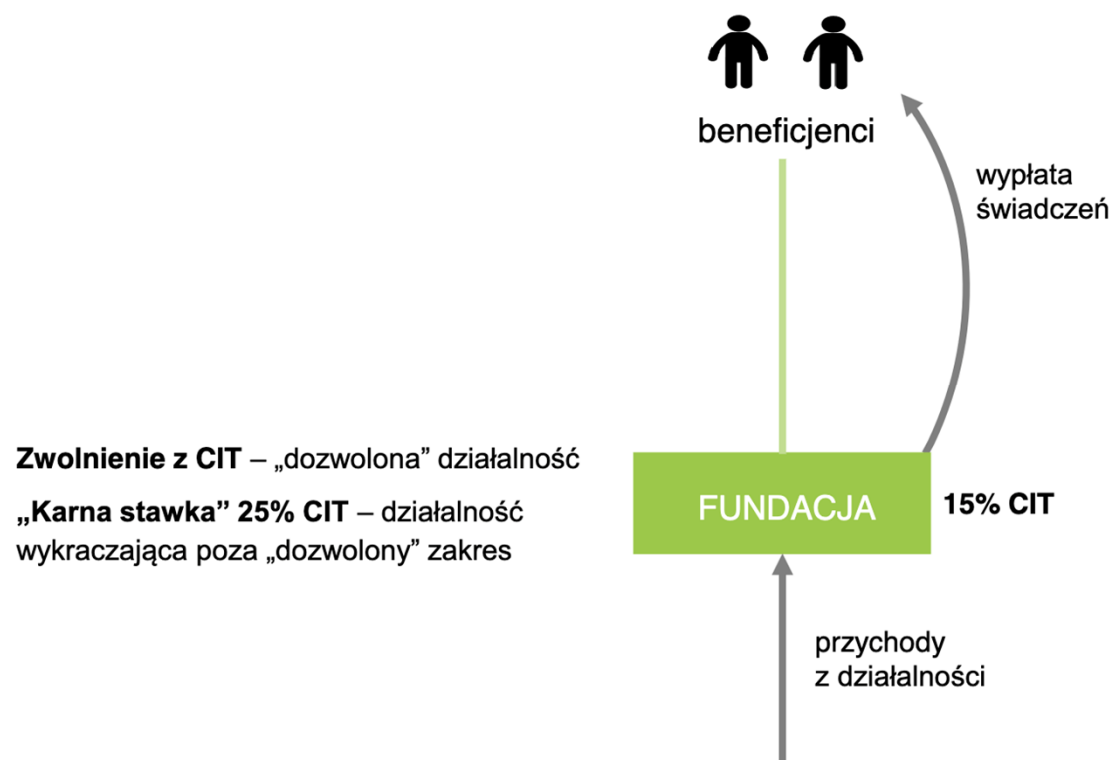 beneficjenci
wypłata
świadczeń
Zwolnienie z CIT – „dozwolona” działalność
„Karna stawka” 25% CIT – działalność
wykraczająca poza „dozwolony” zakres
FUNDACJA
15% CIT
przychody
z działalności